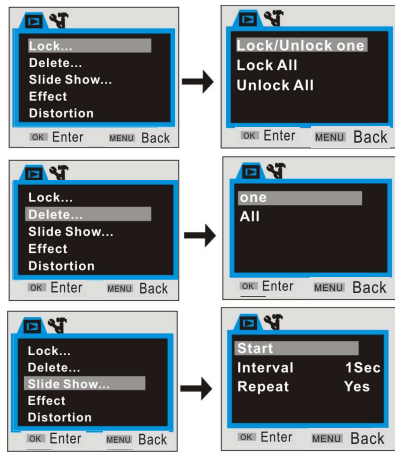 Lock...
Delete...
Slide Show...
Effect
Distortion
OK Enter MENU Back
Lock/Unlock one
Lock All
Unlock All
OK Enter MENU Back
Lock...
Delete...
Slide Show...
Effect
Distortion
OK Enter MENU Back
one
All
OK Enter MENU Back
Lock...
Delete...
Slide Show...
Effect
Distortion
OK Enter MENU Back
Start
Interval 1Sec
Repeat Yes
OK Enter MENU Back